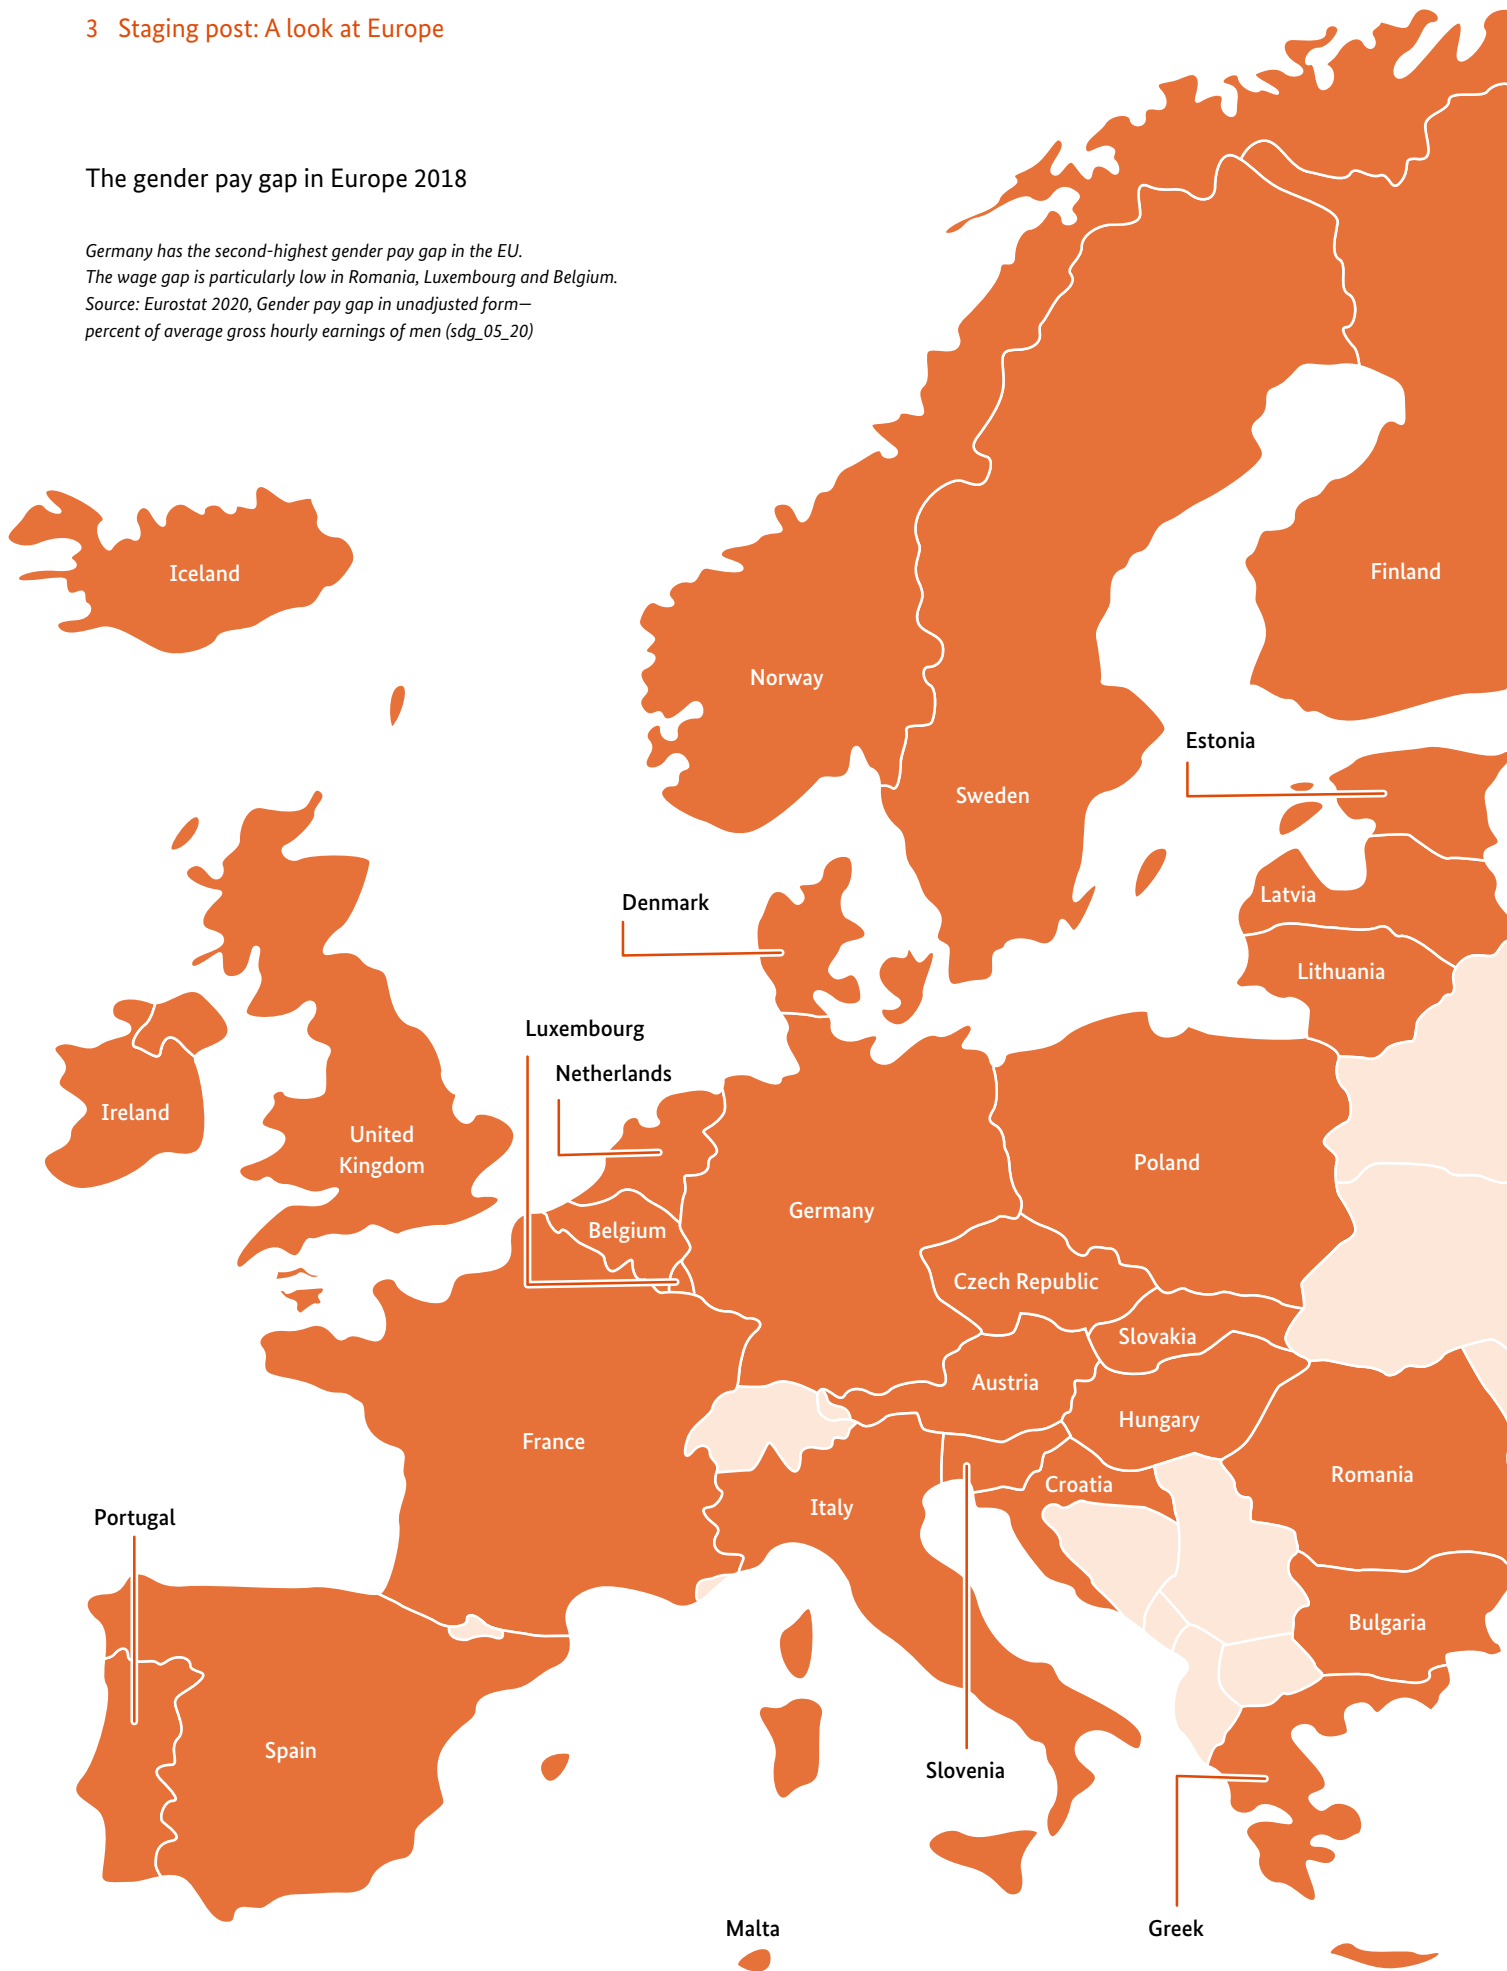 3 Staging post: A look at Europe
The gender pay gap in Europe 2018
Germany has the second-highest gender pay gap in the EU.
The wage gap is particularly low in Romania, Luxembourg and Belgium.
Source: Eurostat 2020, Gender pay gap in unadjusted form—
percent of average gross hourly earnings of men (sdg_05_20)
Iceland
Finland
Norway
Estonia
Sweden
Denmark
Latvia
Lithuania
Luxembourg
Netherlands
Ireland
United
Kingdom
Poland
Germany
Belgium
Czech Republic
Slovakia
Austria
Hungary
France
Romania
Croatia
Italy
Portugal
Bulgaria
Spain
Slovenia
Malta
Greek